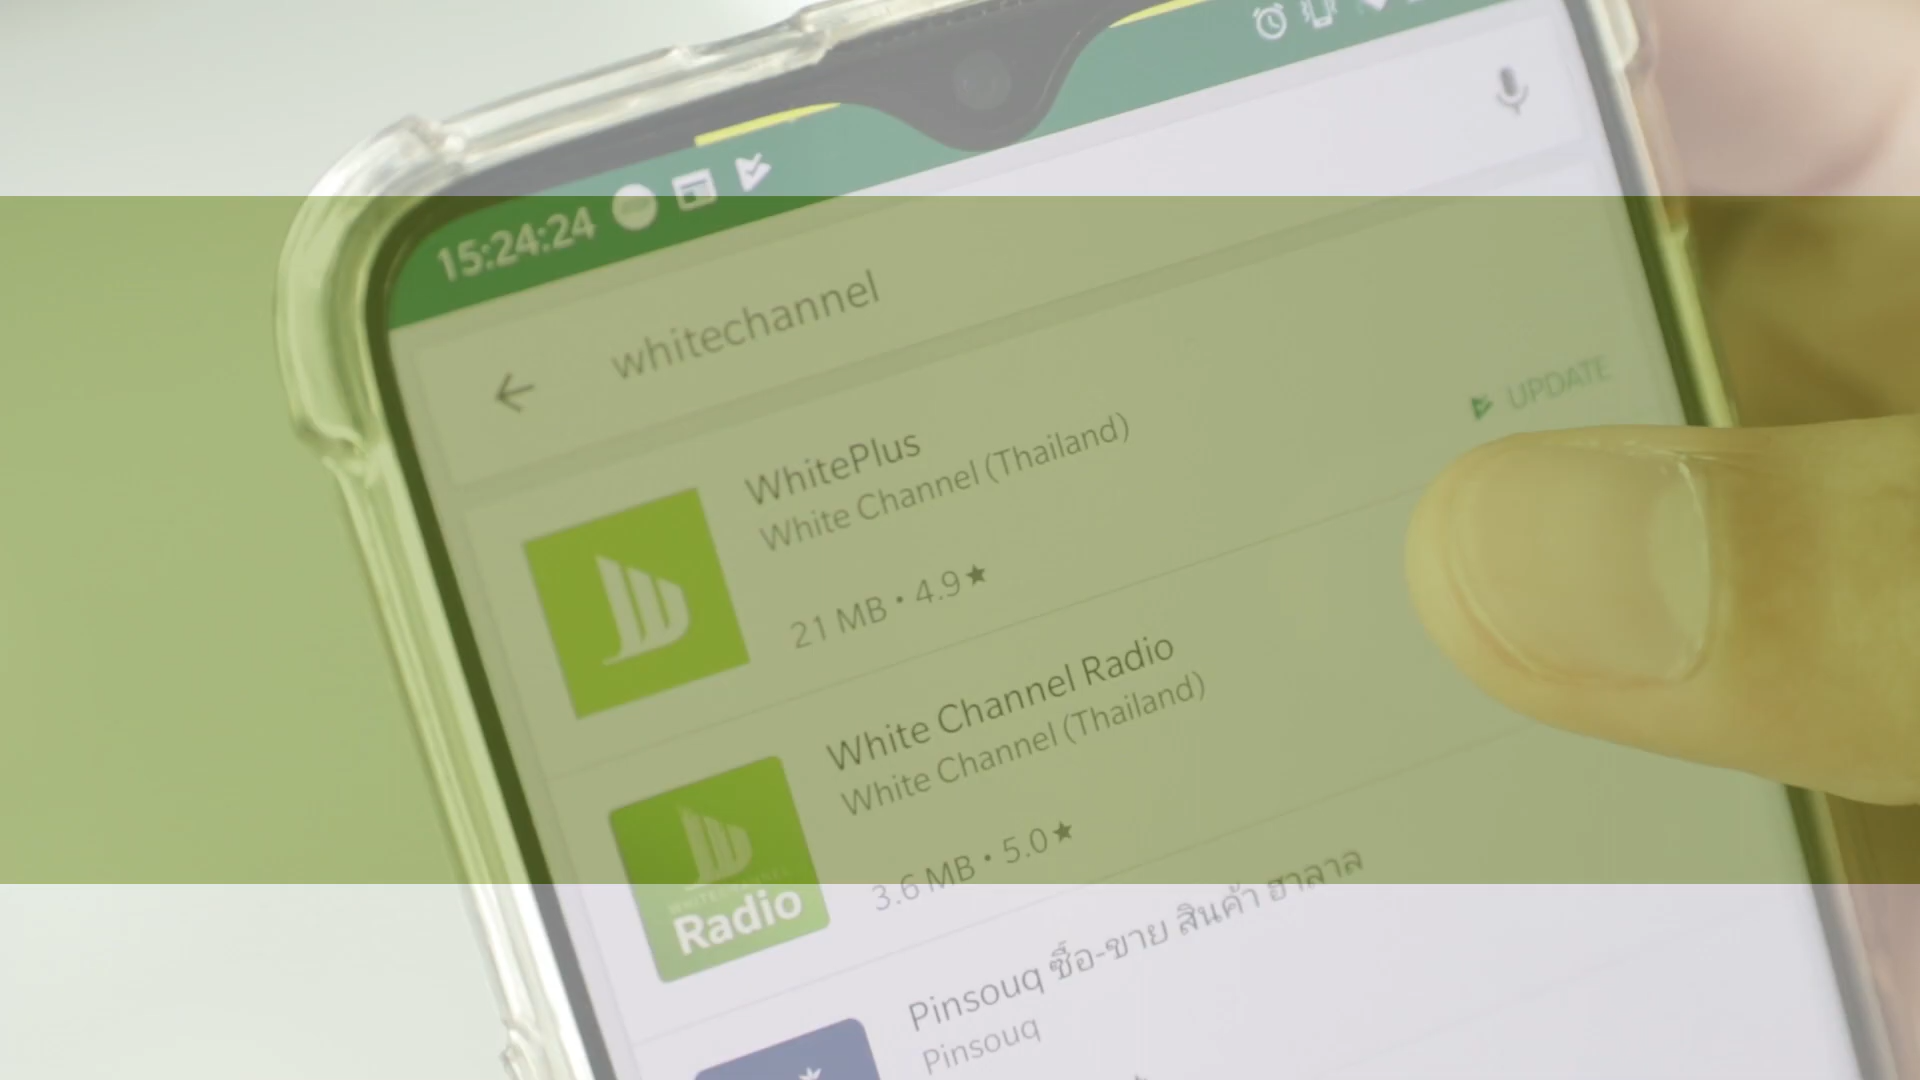 15:24:24
whitechannel
WhitePlus
White Channel (Thailand)
UPDATE
21 MB • 4.9★
White Channel Radio
White Channel (Thailand)
3.6 MB • 5.0★
WHITE CHANNEL
Radio
Pinsouq ซื้อ-ขาย สินค้า ฮาลาล
Pinsouq